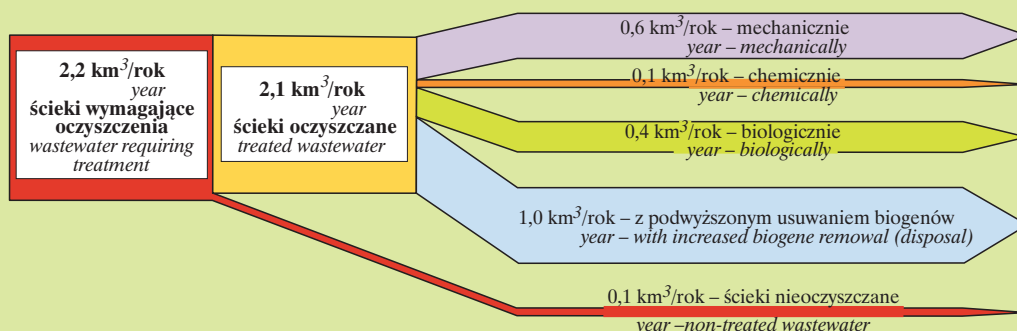 2,2 km³/rok
year
ścieki wymagające
oczyszczenia
wastewater requiring
treatment
2,1 km³/rok
year
ścieki oczyszczane
treated wastewater
0,6 km³/rok – mechanicznie
year – mechanically
0,1 km³/rok – chemicznie
year – chemically
0,4 km³/rok – biologicznie
year – biologically
1,0 km³/rok – z podwyższonym usuwaniem biogenów
year – with increased biogene remowal (disposal)
0,1 km³/rok – ścieki nieoczyszczane
year –non-treated wastewater